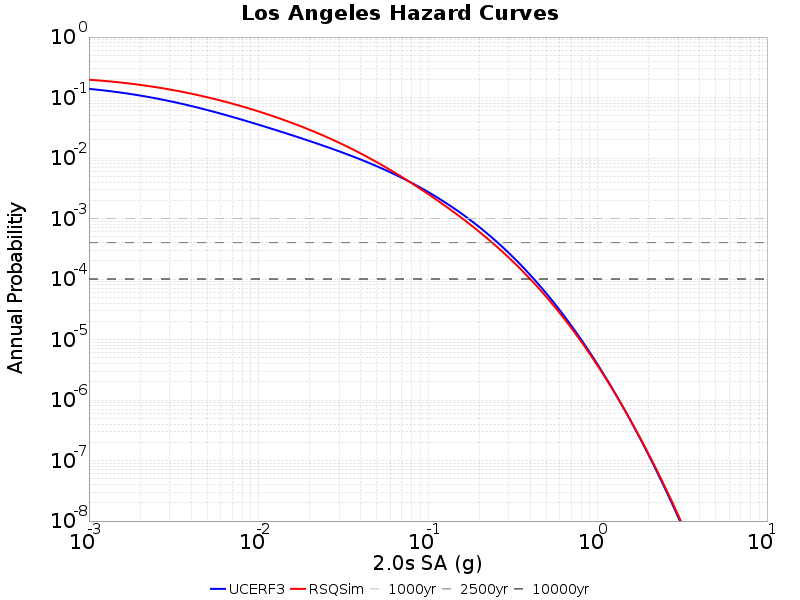 Los Angeles Hazard Curves
10^0
10^-1
10^-2
10^-3
10^-4
10^-5
10^-6
10^-7
10^-8
Annual Probabilitiy
10^-3 10^-2 10^-1 10^0 10^1
2.0s SA (g)
UCERF3 RSQSim 1000yr 2500yr 10000yr